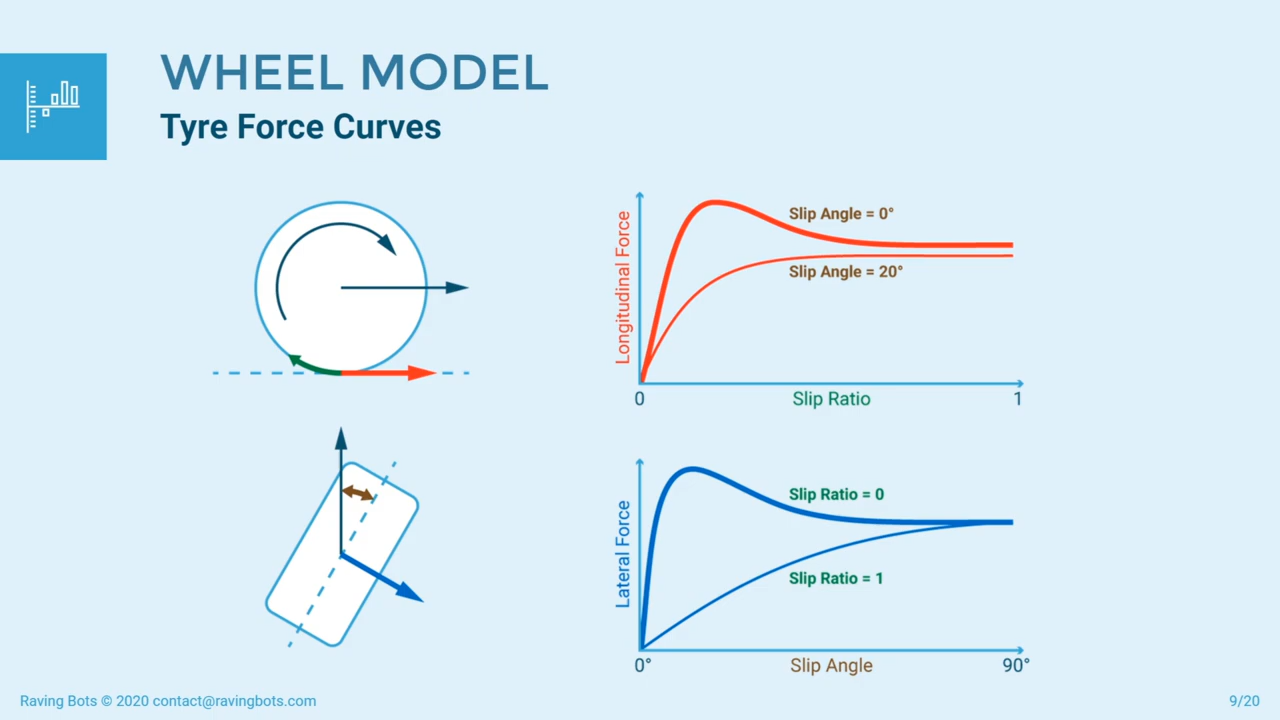 WHEEL MODEL
Tyre Force Curves
Longitudinal Force
Slip Angle = 0°
Slip Angle = 20°
0
Slip Ratio
1
Lateral Force
Slip Ratio = 0
Slip Ratio = 1
0°
Slip Angle
90°
Raving Bots © 2020 contact@ravingbots.com
9/20